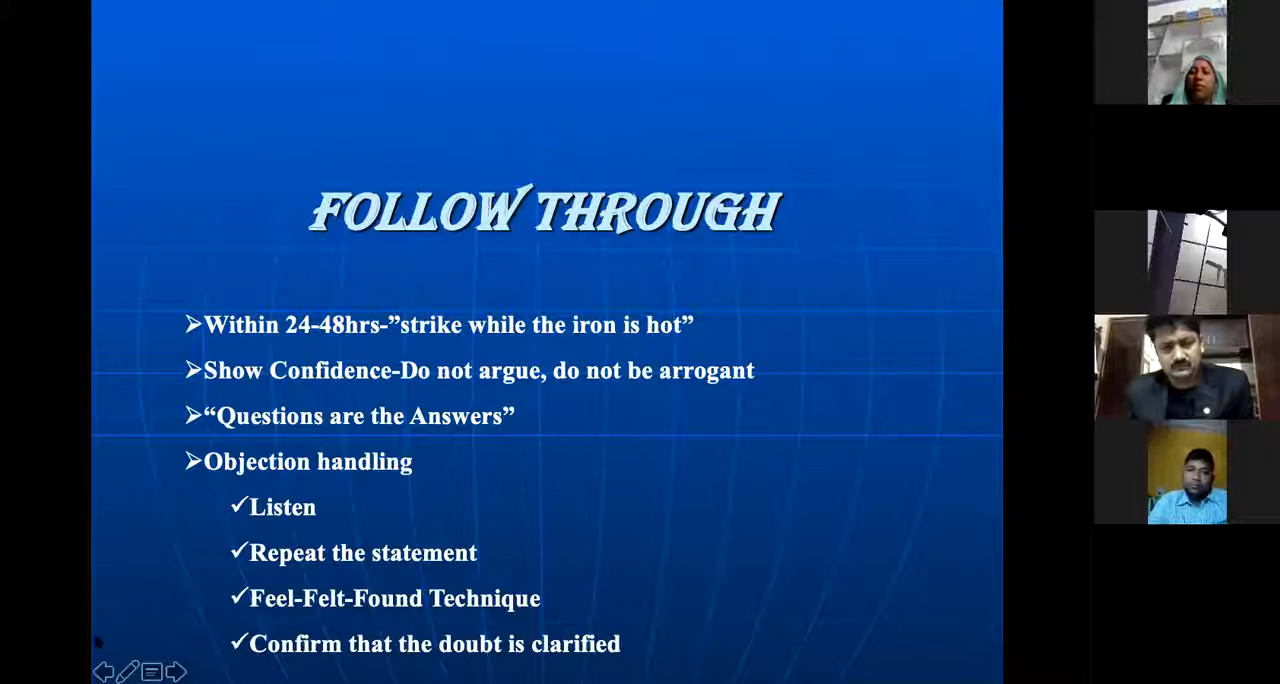 FOLLOW THROUGH
➢Within 24-48hrs-”strike while the iron is hot”
➢Show Confidence-Do not argue, do not be arrogant
➢“Questions are the Answers”
➢Objection handling
✓Listen
✓Repeat the statement
✓Feel-Felt-Found Technique
✓Confirm that the doubt is clarified